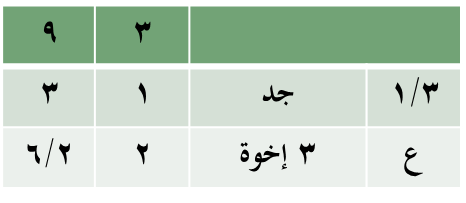 ٣ ٩
١/٣ جد ١ ٣
ع ٣ إخوة ٢ ٦/٢